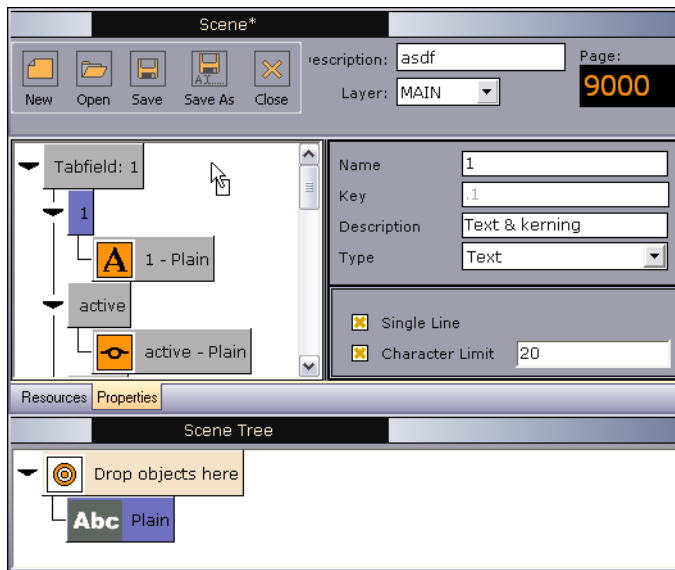 Scene*
New
Open
Save
Save As
Close
escription:
asdf
Layer:
MAIN
Page:
9000
Tabfield: 1
1
A
1 - Plain
active
active - Plain
Name
1
Key
.1
Description
Text & kerning
Type
Text
Single Line
Character Limit
20
Resources
Properties
Scene Tree
Drop objects here
Abc
Plain